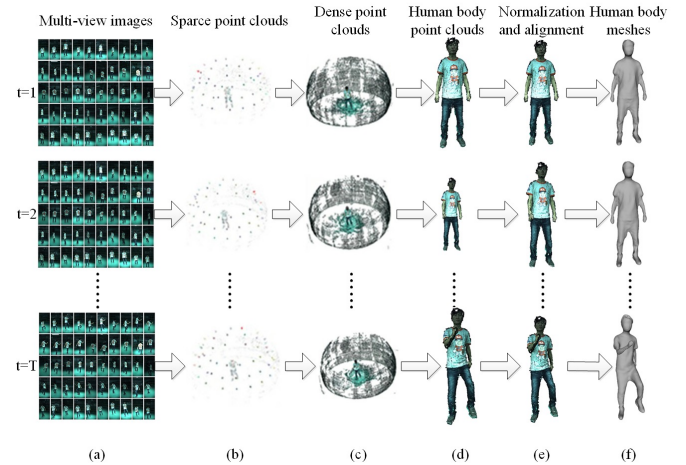 Multi-view images
Sparce point clouds
Dense point
clouds
Human body
point clouds
Normalization
and alignment
Human body
meshes
t=1
t=2
t=T
(a)
(b)
(c)
(d)
(e)
(f)